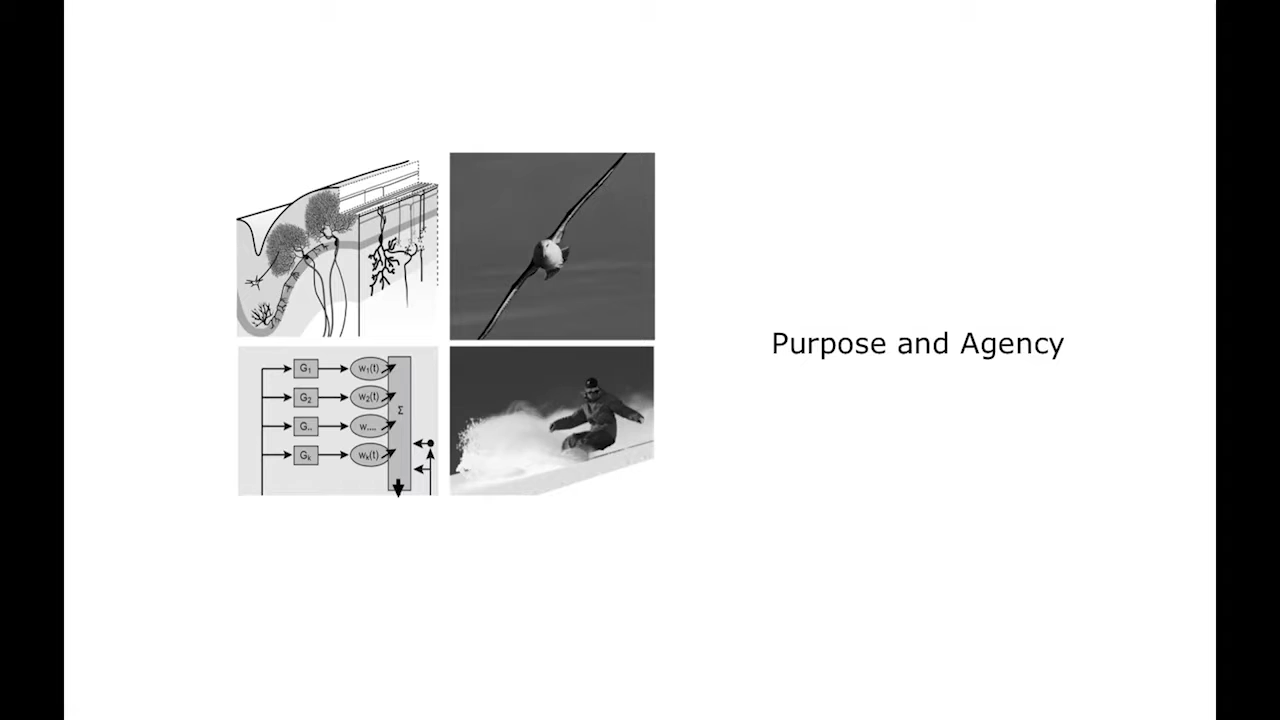 G1 w1(t)
G2 w2(t)
Σ
G.. w....
Gk wk(t)
Purpose and Agency